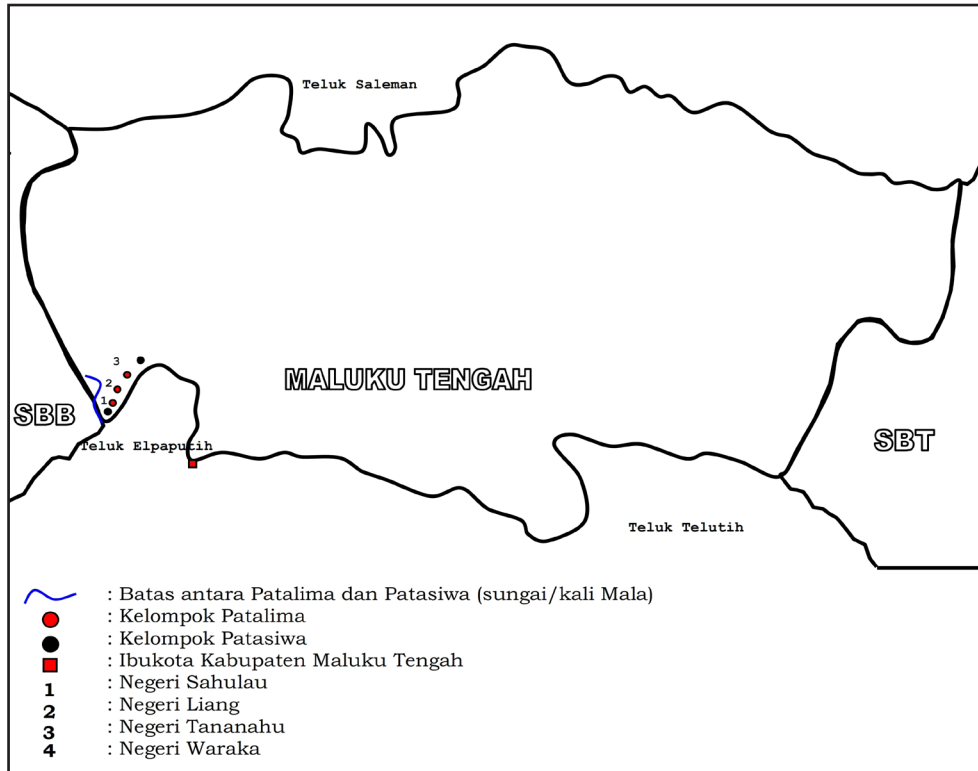 Teluk Saleman
3
2
1
MALUKU TENGAH
SBB
SBT
Teluk Elpaputih
Teluk Telutih
: Batas antara Patalima dan Patasiwa (sungai/kali Mala)
: Kelompok Patalima
: Kelompok Patasiwa
: Ibukota Kabupaten Maluku Tengah
1 : Negeri Sahulau
2 : Negeri Liang
3 : Negeri Tananahu
4 : Negeri Waraka